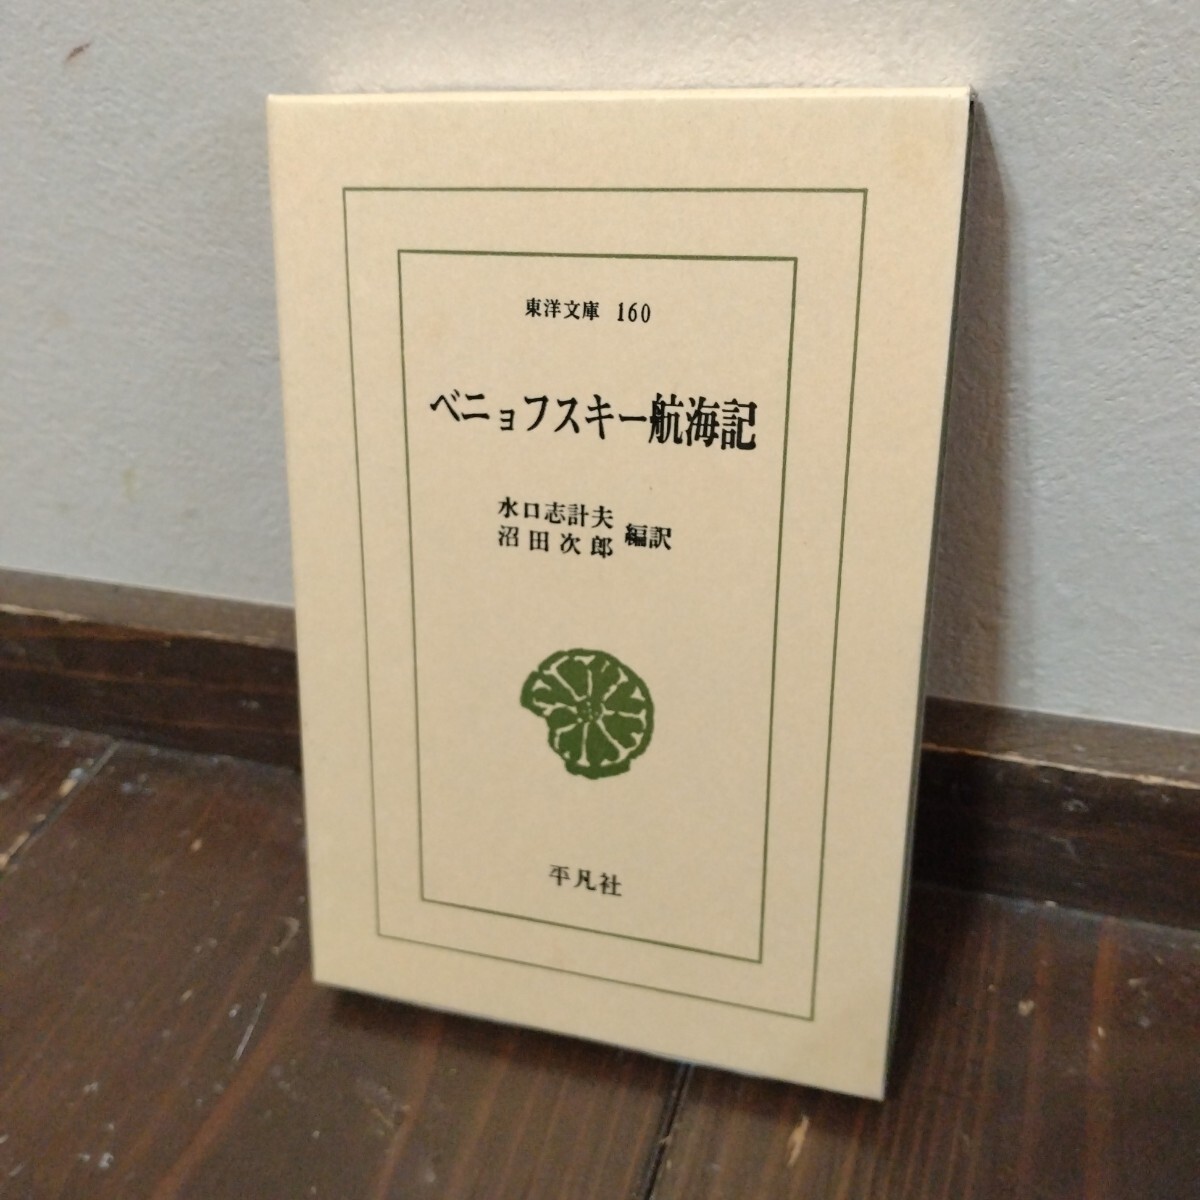 東洋文庫 160
ベニョフスキー航海記
水口志計夫
沼田次郎 編訳
平凡社